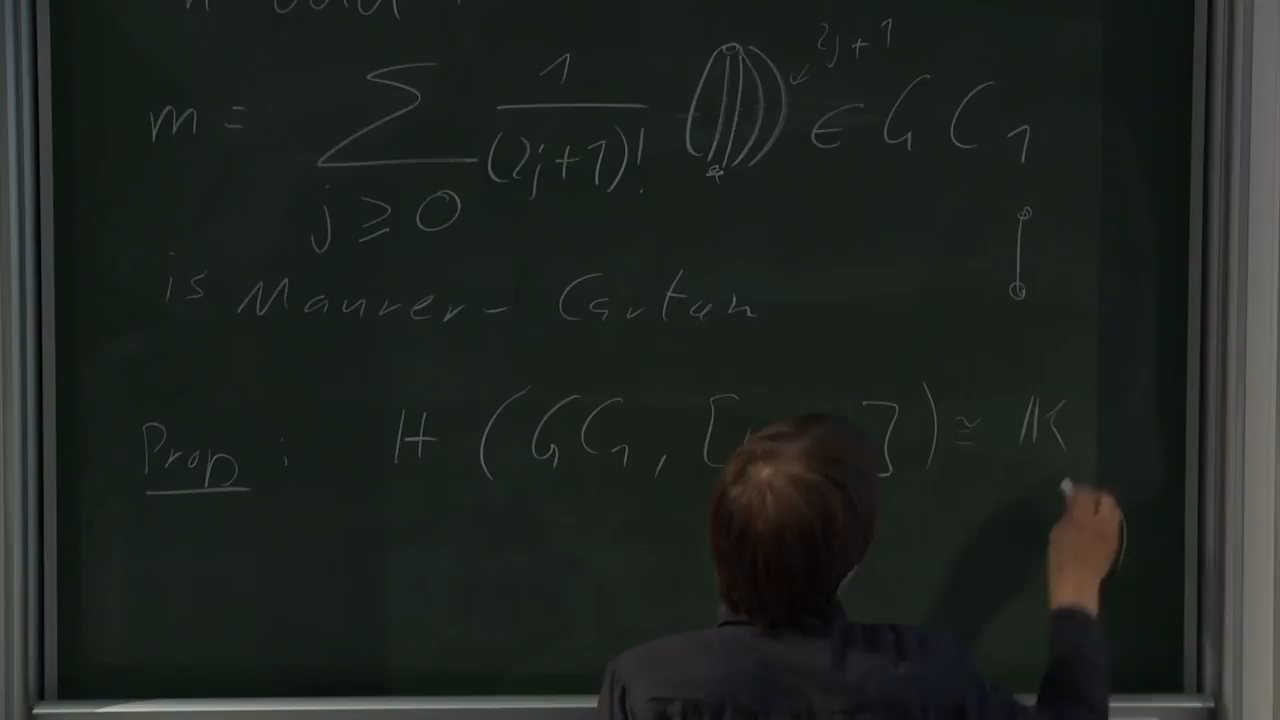 m = ∑_{j ≥ 0} 1/(2j+1)! 2j+1 ∈ GC₁
is Maurer-Cartan
Prop: H(GC₁, [ ]) ≅ K